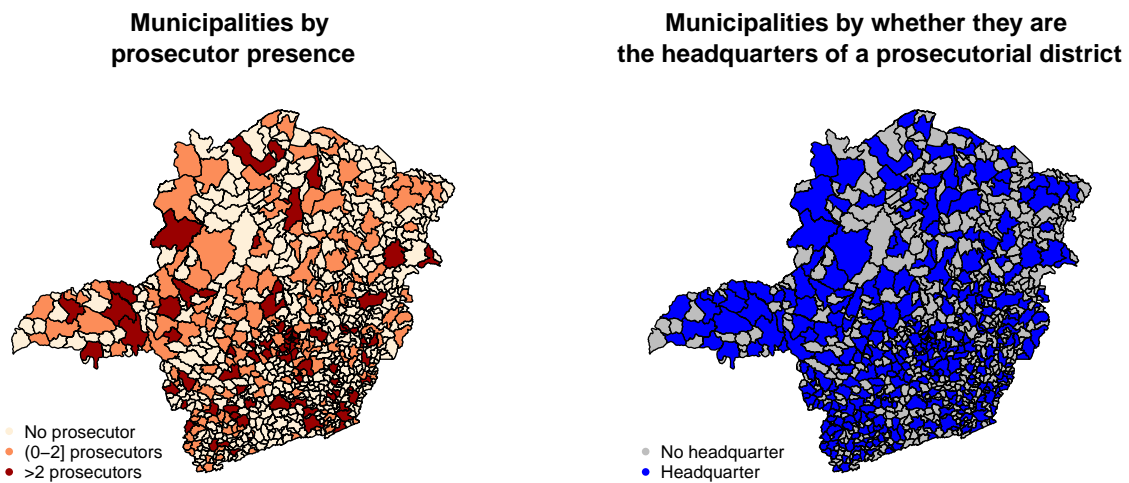 Municipalities by
prosecutor presence
No prosecutor
(0−2] prosecutors
>2 prosecutors
Municipalities by whether they are
the headquarters of a prosecutorial district
No headquarter
Headquarter